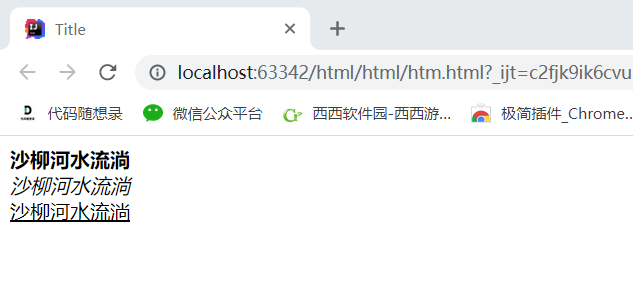 Title
localhost:63342/html/html/htm.html?_ijt=c2fjk9ik6cvu
代码随想录 微信公众平台 西西软件园-西西游... 极简插件_Chrome...
沙柳河水流淌
沙柳河水流淌
沙柳河水流淌